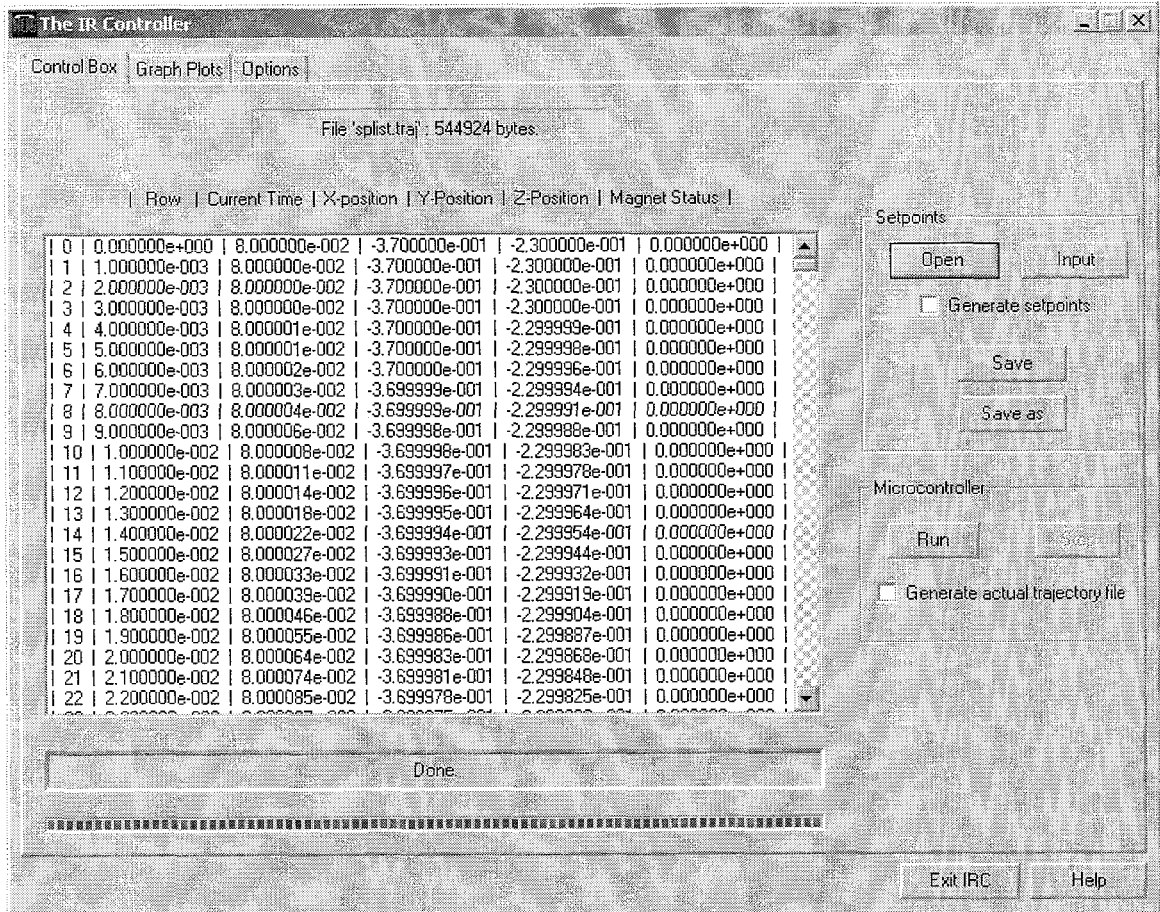 The IR Controller
Control Box Graph Plots Options
File 'splist.traj' : 544924 bytes.
| Row | Current Time | X-position | Y-Position | Z-Position | Magnet Status |
| 0 | 0.000000e+000 | 8.000000e-002 | -3.700000e-001 | -2.300000e-001 | 0.000000e+000 |
| 1 | 1.000000e-003 | 8.000000e-002 | -3.700000e-001 | -2.300000e-001 | 0.000000e+000 |
| 2 | 2.000000e-003 | 8.000000e-002 | -3.700000e-001 | -2.300000e-001 | 0.000000e+000 |
| 3 | 3.000000e-003 | 8.000000e-002 | -3.700000e-001 | -2.300000e-001 | 0.000000e+000 |
| 4 | 4.000000e-003 | 8.000001e-002 | -3.700000e-001 | -2.299999e-001 | 0.000000e+000 |
| 5 | 5.000000e-003 | 8.000001e-002 | -3.700000e-001 | -2.299998e-001 | 0.000000e+000 |
| 6 | 6.000000e-003 | 8.000002e-002 | -3.700000e-001 | -2.299996e-001 | 0.000000e+000 |
| 7 | 7.000000e-003 | 8.000003e-002 | -3.699999e-001 | -2.299994e-001 | 0.000000e+000 |
| 8 | 8.000000e-003 | 8.000004e-002 | -3.699999e-001 | -2.299991e-001 | 0.000000e+000 |
| 9 | 9.000000e-003 | 8.000006e-002 | -3.699998e-001 | -2.299988e-001 | 0.000000e+000 |
| 10 | 1.000000e-002 | 8.000008e-002 | -3.699998e-001 | -2.299983e-001 | 0.000000e+000 |
| 11 | 1.100000e-002 | 8.000011e-002 | -3.699997e-001 | -2.299978e-001 | 0.000000e+000 |
| 12 | 1.200000e-002 | 8.000014e-002 | -3.699996e-001 | -2.299971e-001 | 0.000000e+000 |
| 13 | 1.300000e-002 | 8.000018e-002 | -3.699995e-001 | -2.299964e-001 | 0.000000e+000 |
| 14 | 1.400000e-002 | 8.000022e-002 | -3.699994e-001 | -2.299954e-001 | 0.000000e+000 |
| 15 | 1.500000e-002 | 8.000027e-002 | -3.699993e-001 | -2.299944e-001 | 0.000000e+000 |
| 16 | 1.600000e-002 | 8.000033e-002 | -3.699991e-001 | -2.299932e-001 | 0.000000e+000 |
| 17 | 1.700000e-002 | 8.000039e-002 | -3.699990e-001 | -2.299919e-001 | 0.000000e+000 |
| 18 | 1.800000e-002 | 8.000046e-002 | -3.699988e-001 | -2.299904e-001 | 0.000000e+000 |
| 19 | 1.900000e-002 | 8.000055e-002 | -3.699986e-001 | -2.299887e-001 | 0.000000e+000 |
| 20 | 2.000000e-002 | 8.000064e-002 | -3.699983e-001 | -2.299868e-001 | 0.000000e+000 |
| 21 | 2.100000e-002 | 8.000074e-002 | -3.699981e-001 | -2.299848e-001 | 0.000000e+000 |
| 22 | 2.200000e-002 | 8.000085e-002 | -3.699978e-001 | -2.299825e-001 | 0.000000e+000 |
Done.
Setpoints
Open Input
Generate setpoints
Save
Save as
Microcontroller
Run Stop
Generate actual trajectory file
Exit IRC Help